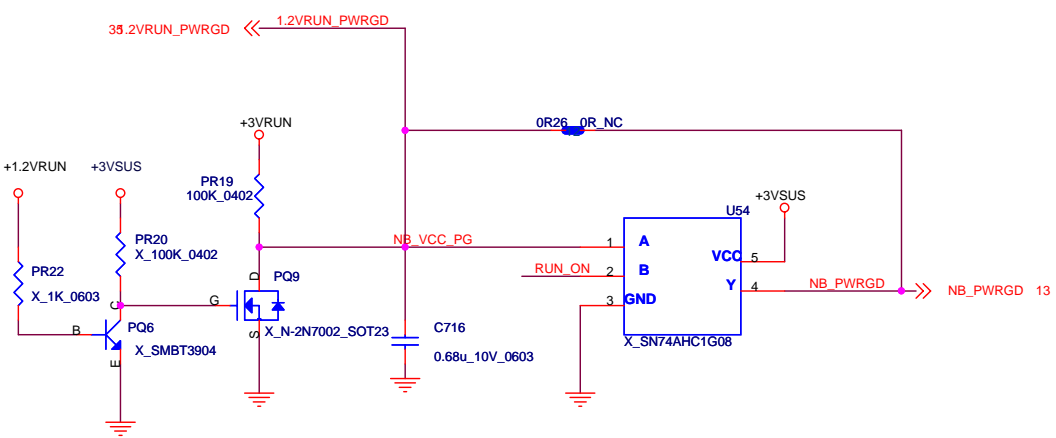 1.2VRUN_PWRGD
1.2VRUN_PWRGD
0R26 0R_NC
+3VRUN
+1.2VRUN
+3VSUS
PR19
100K_0402
+3VSUS
U54
PR20
X_100K_0402
NB_VCC_PG
1
A
VCC
5
PR22
X_1K_0603
RUN_ON
2
B
D
PQ9
4
Y
NB_PWRGD
NB_PWRGD 13
C
G
3
GND
B
PQ6
X_SMBT3904
S
X_N-2N7002_SOT23
C716
0.68u_10V_0603
X_SN74AHC1G08
E